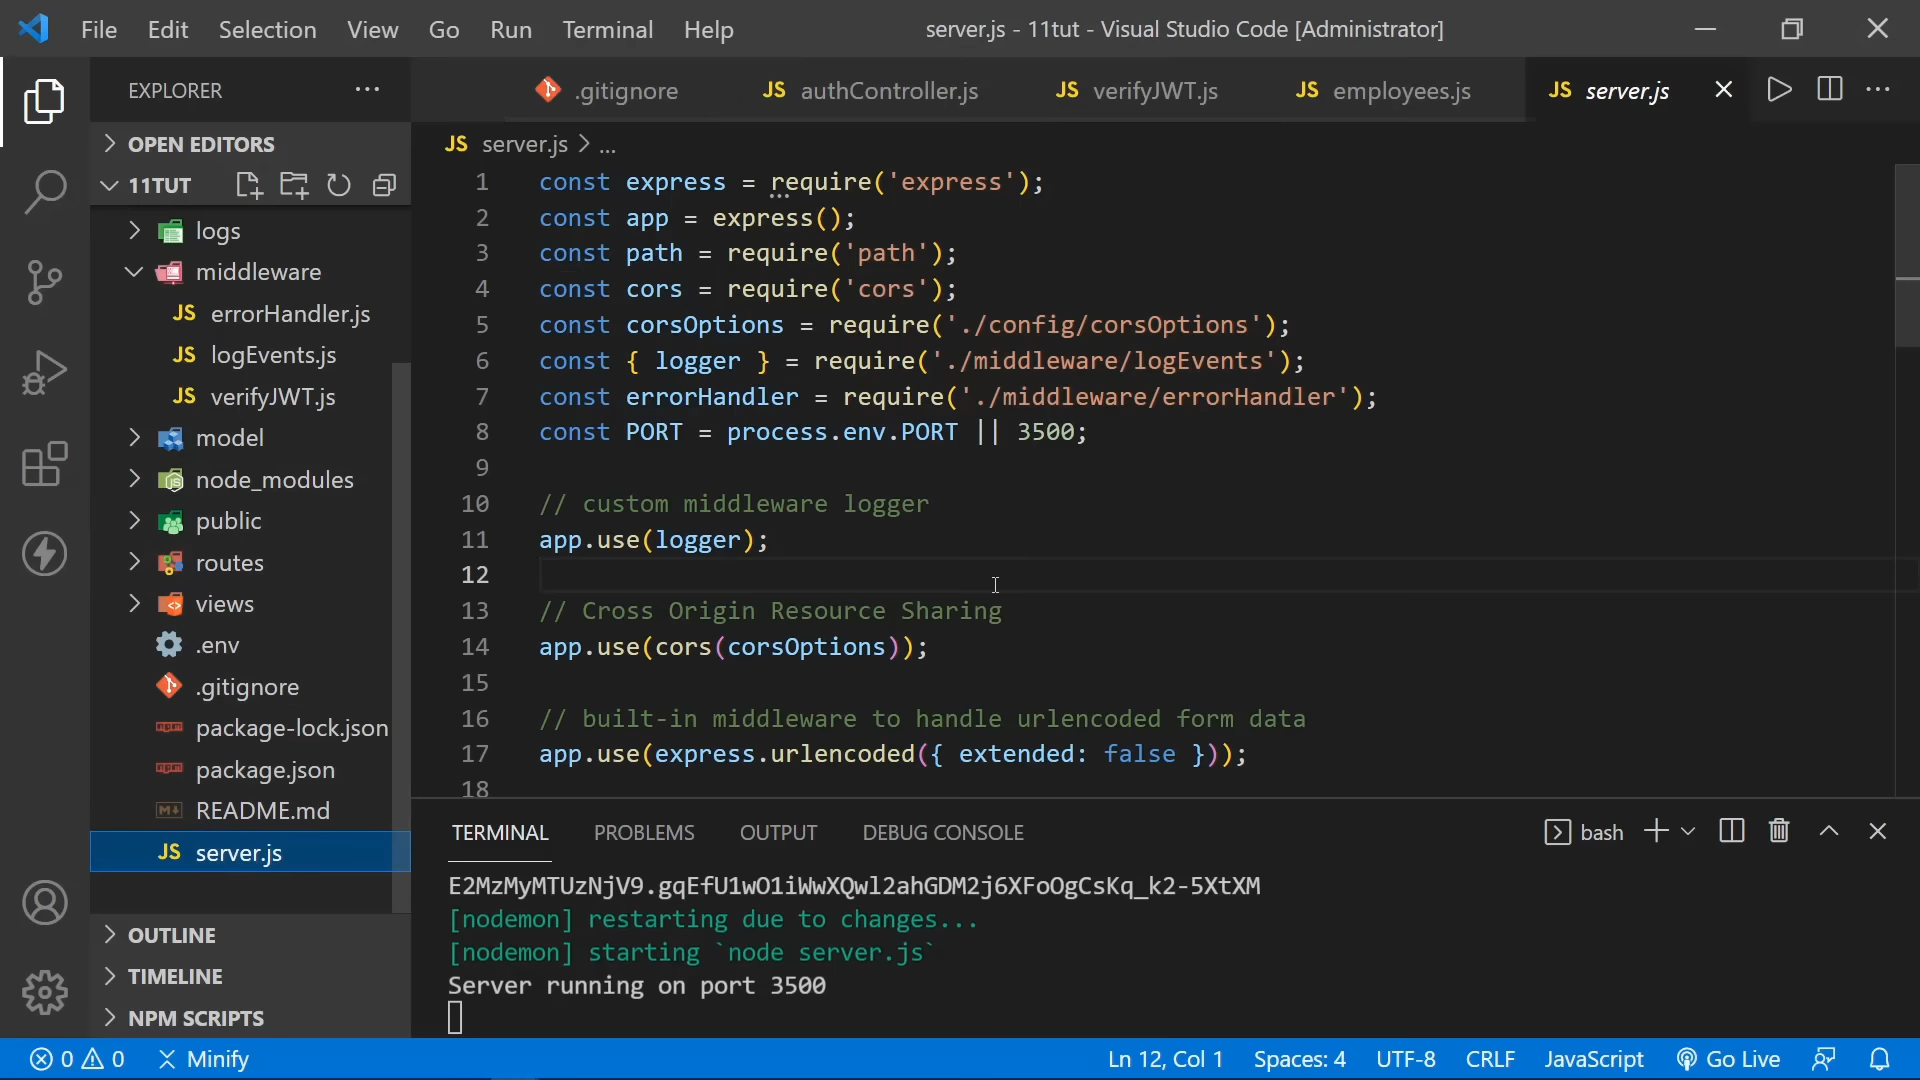 File Edit Selection View Go Run Terminal Help server.js - 11tut - Visual Studio Code [Administrator]
EXPLORER
.gitignore JS authController.js JS verifyJWT.js JS employees.js JS server.js
OPEN EDITORS
11TUT
logs
middleware
JS errorHandler.js
JS logEvents.js
JS verifyJWT.js
model
node_modules
public
routes
views
.env
.gitignore
package-lock.json
package.json
README.md
JS server.js
OUTLINE
TIMELINE
NPM SCRIPTS
JS server.js > ...
1 const express = require('express');
2 const app = express();
3 const path = require('path');
4 const cors = require('cors');
5 const corsOptions = require('./config/corsOptions');
6 const { logger } = require('./middleware/logEvents');
7 const errorHandler = require('./middleware/errorHandler');
8 const PORT = process.env.PORT || 3500;
9
10 // custom middleware logger
11 app.use(logger);
12
13 // Cross Origin Resource Sharing
14 app.use(cors(corsOptions));
15
16 // built-in middleware to handle urlencoded form data
17 app.use(express.urlencoded({ extended: false }));
18
TERMINAL PROBLEMS OUTPUT DEBUG CONSOLE bash
E2MzMyMTUzNjV9.gqEfU1wO1iWwXQwl2ahGDM2j6XFoOgCsKq_k2-5XtXM
[nodemon] restarting due to changes...
[nodemon] starting `node server.js`
Server running on port 3500
0 0 Minify Ln 12, Col 1 Spaces: 4 UTF-8 CRLF JavaScript Go Live